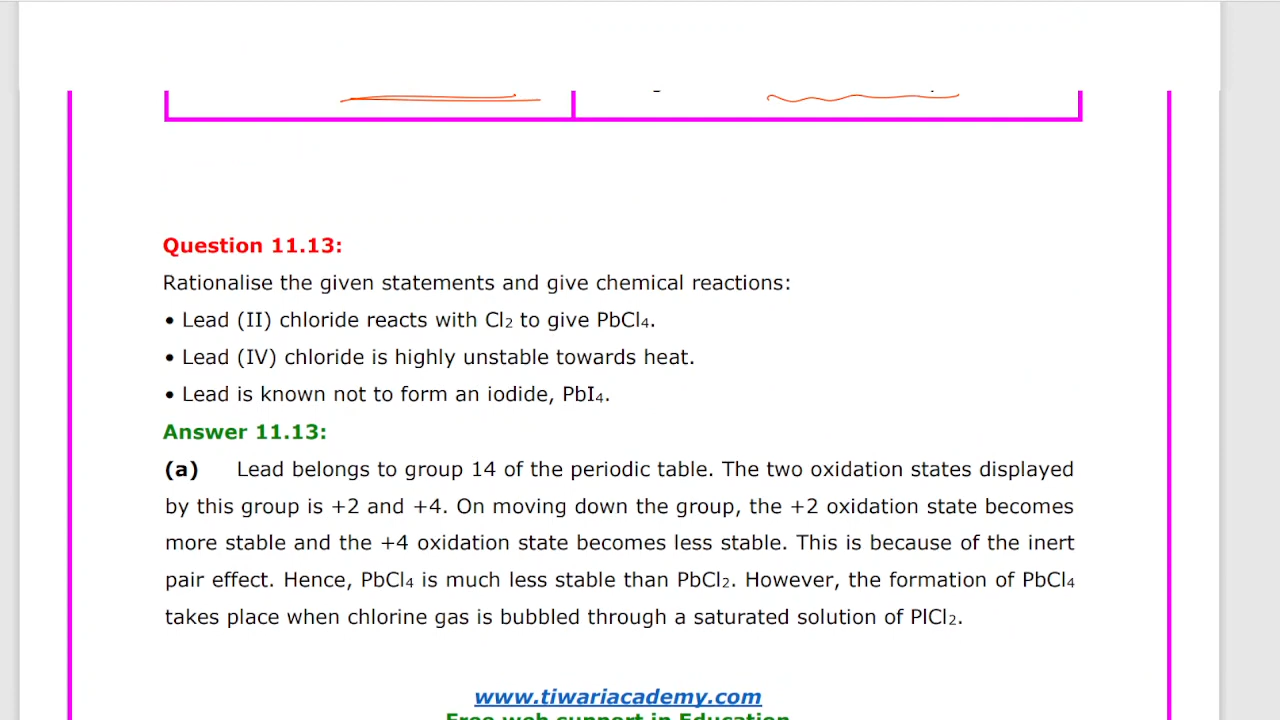 Question 11.13:
Rationalise the given statements and give chemical reactions:
• Lead (II) chloride reacts with Cl₂ to give PbCl₄.
• Lead (IV) chloride is highly unstable towards heat.
• Lead is known not to form an iodide, PbI₄.
Answer 11.13:
(a) Lead belongs to group 14 of the periodic table. The two oxidation states displayed
by this group is +2 and +4. On moving down the group, the +2 oxidation state becomes
more stable and the +4 oxidation state becomes less stable. This is because of the inert
pair effect. Hence, PbCl₄ is much less stable than PbCl₂. However, the formation of PbCl₄
takes place when chlorine gas is bubbled through a saturated solution of PlCl₂.
www.tiwariacademy.com
Free web support in Education